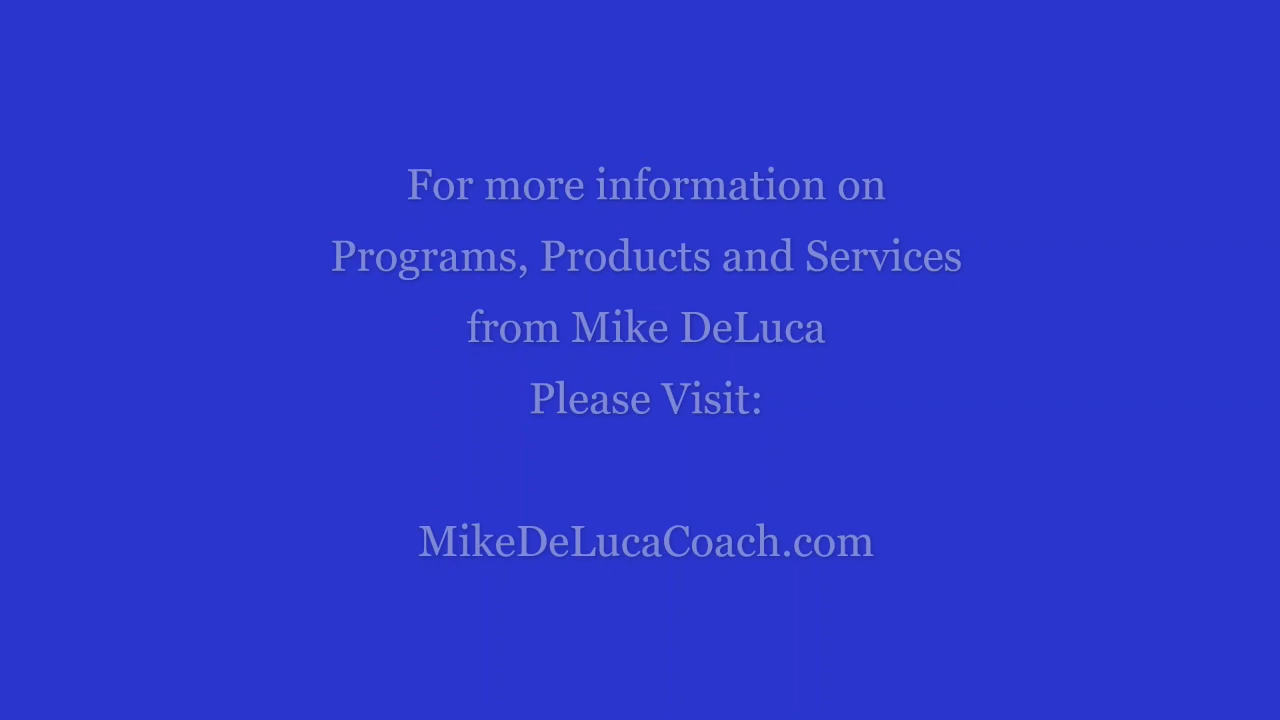 For more information on
Programs, Products and Services
from Mike DeLuca
Please Visit:
MikeDeLucaCoach.com